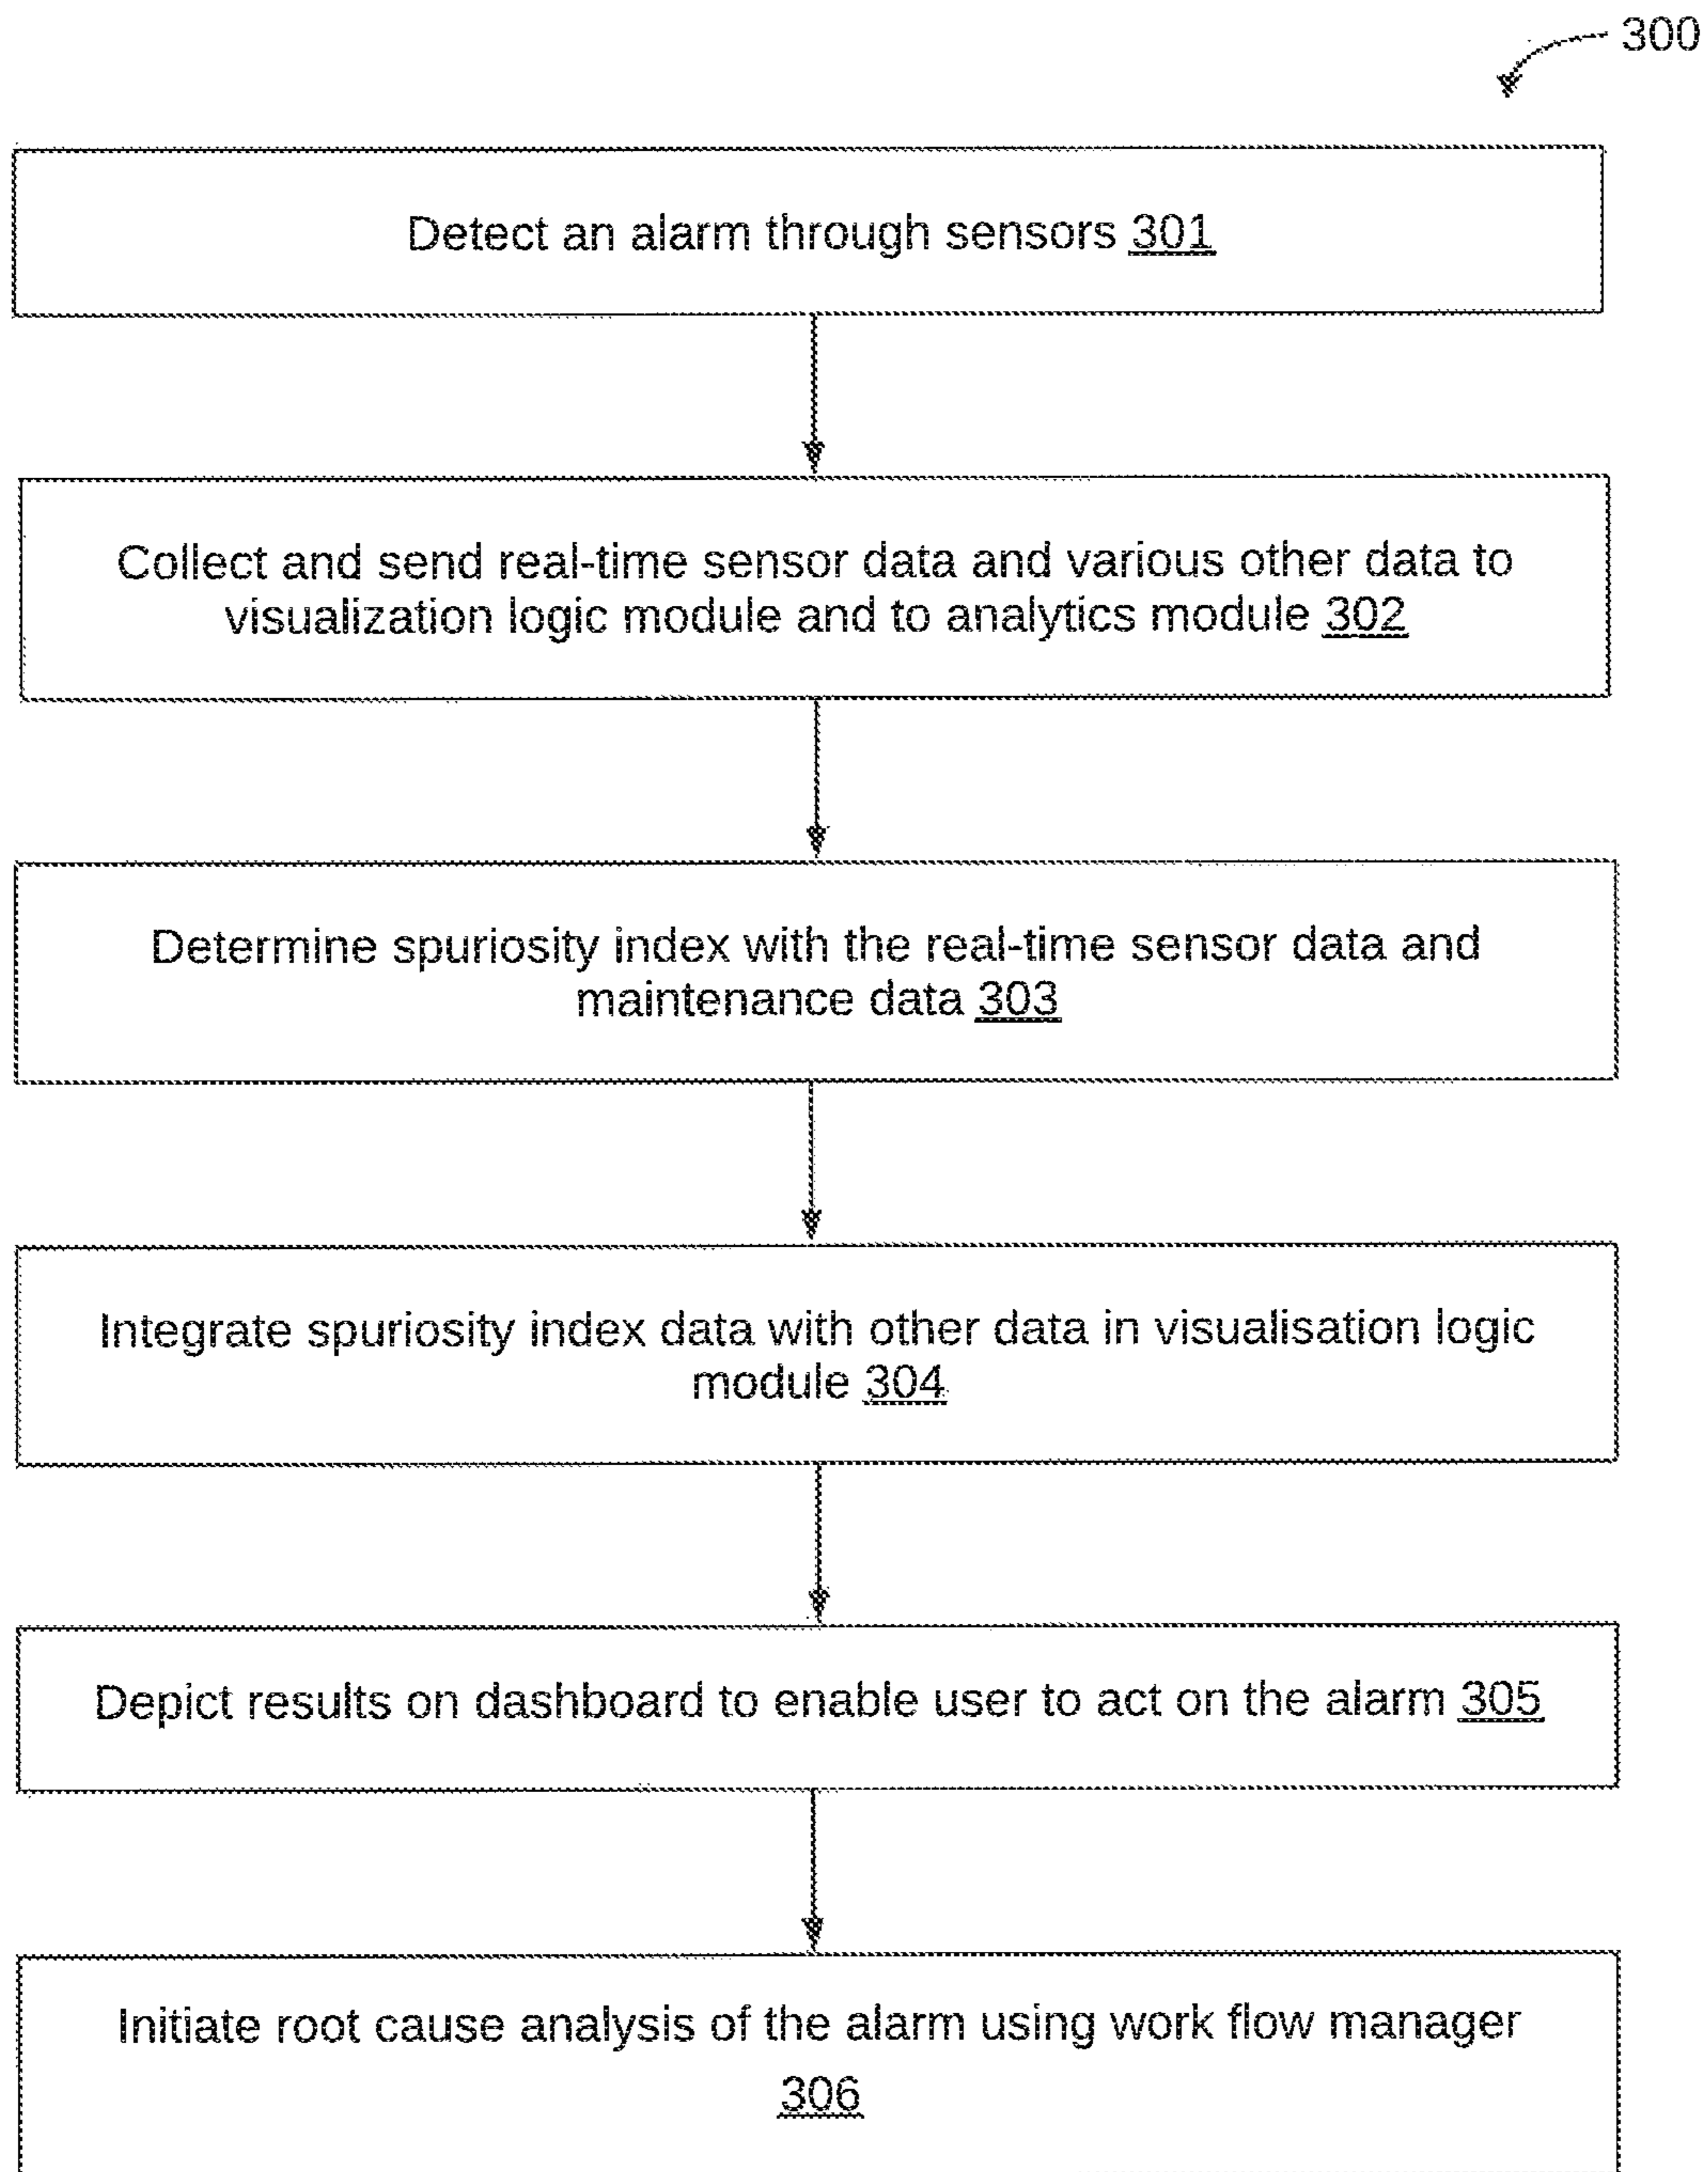 300
Detect an alarm through sensors 301
Collect and send real-time sensor data and various other data to
visualization logic module and to analytics module 302
Determine spuriosity index with the real-time sensor data and
maintenance data 303
Integrate spuriosity index data with other data in visualisation logic
module 304
Depict results on dashboard to enable user to act on the alarm 305
Initiate root cause analysis of the alarm using work flow manager
306